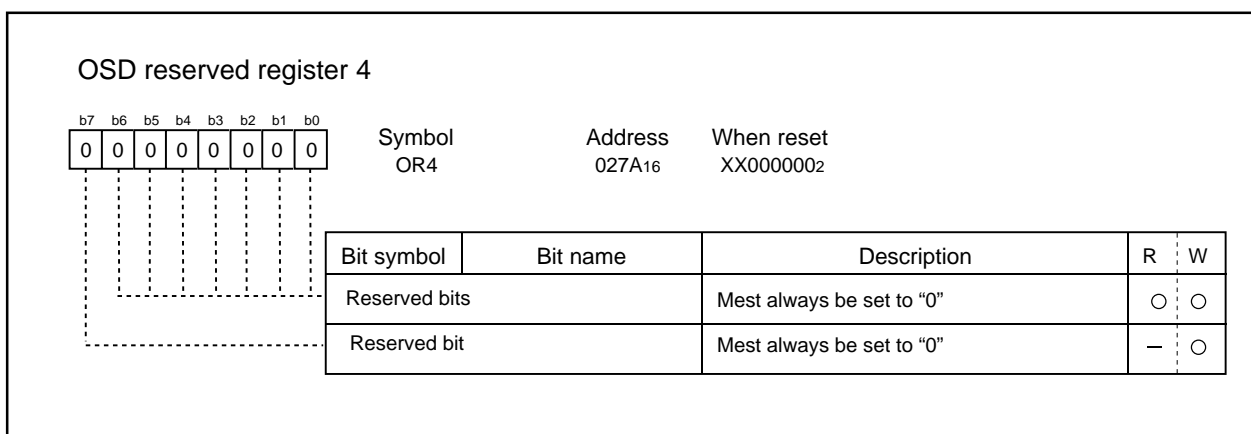 OSD reserved register 4
b7 b6 b5 b4 b3 b2 b1 b0
0 0 0 0 0 0 0 0
Symbol Address When reset
OR4 027A16 XX0000002
Bit symbol Bit name Description R W
Reserved bits Mest always be set to “0” ○ ○
Reserved bit Mest always be set to “0” – ○